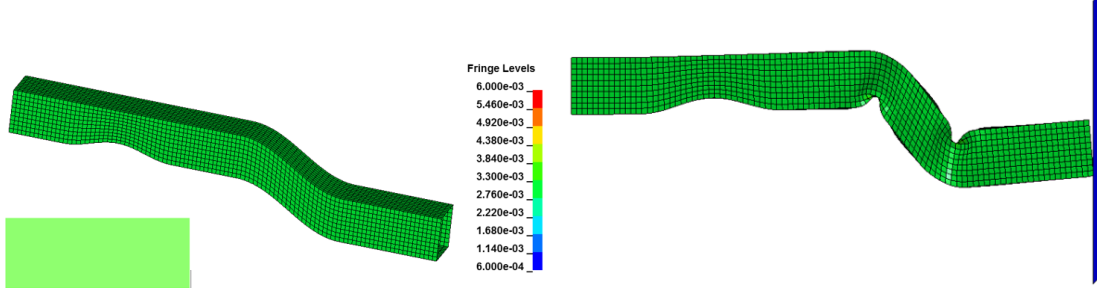 Fringe Levels
6.000e-03
5.460e-03
4.920e-03
4.380e-03
3.840e-03
3.300e-03
2.760e-03
2.220e-03
1.680e-03
1.140e-03
6.000e-04